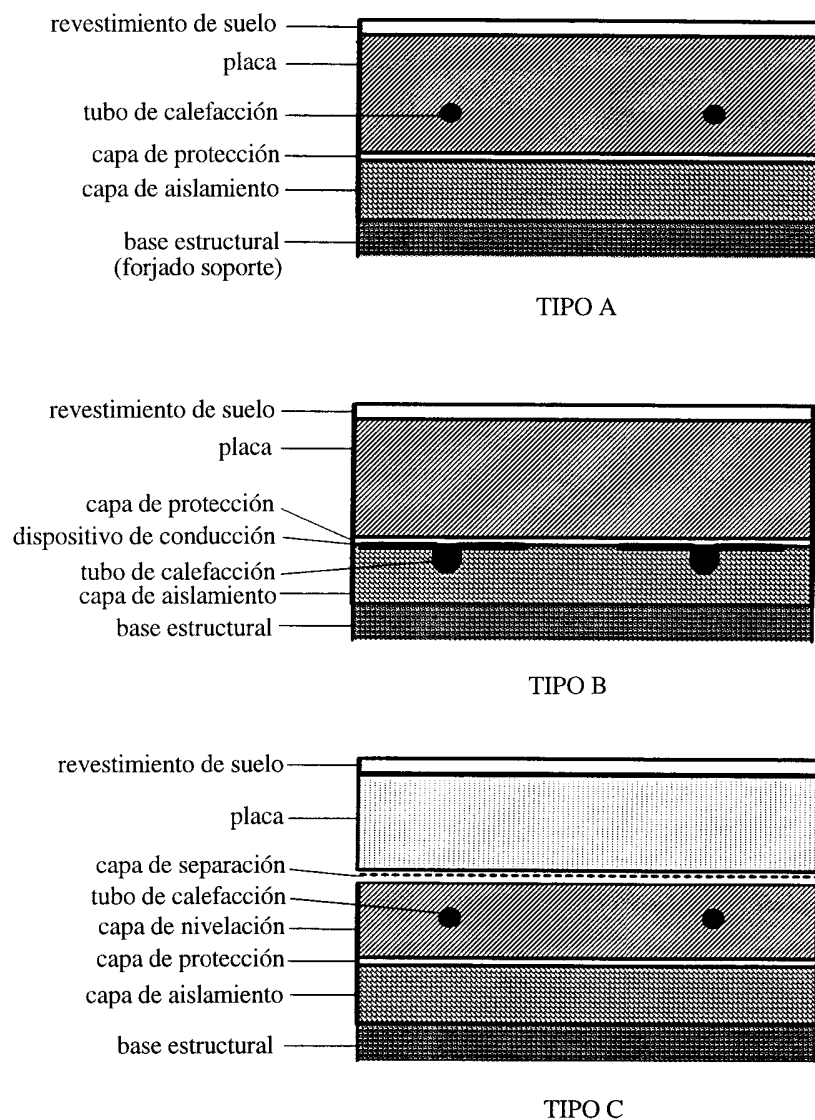 revestimiento de suelo
placa
tubo de calefacción
capa de protección
capa de aislamiento
base estructural
(forjado soporte)
TIPO A
revestimiento de suelo
placa
capa de protección
dispositivo de conducción
tubo de calefacción
capa de aislamiento
base estructural
TIPO B
revestimiento de suelo
placa
capa de separación
tubo de calefacción
capa de nivelación
capa de protección
capa de aislamiento
base estructural
TIPO C